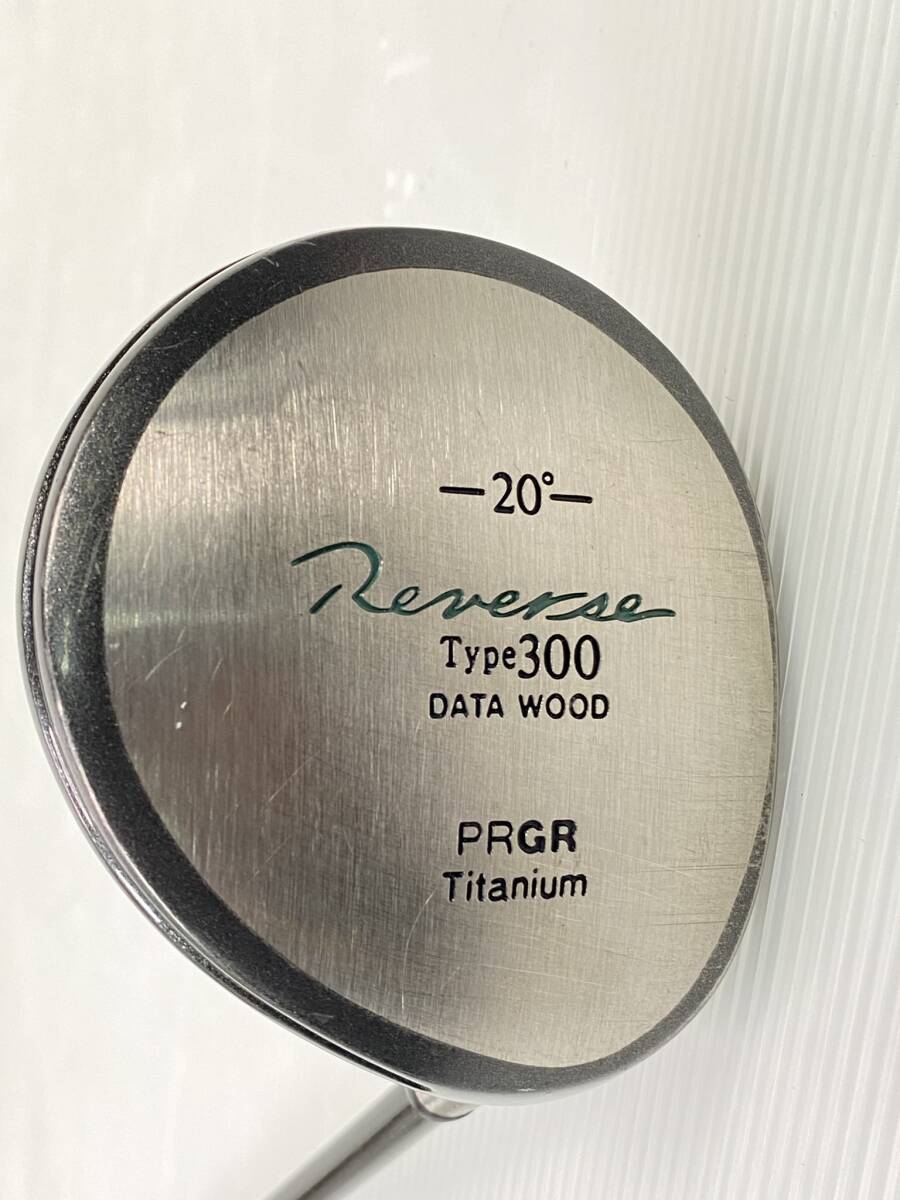 —20°—
Reverse
Type300
DATA WOOD
PRGR
Titanium